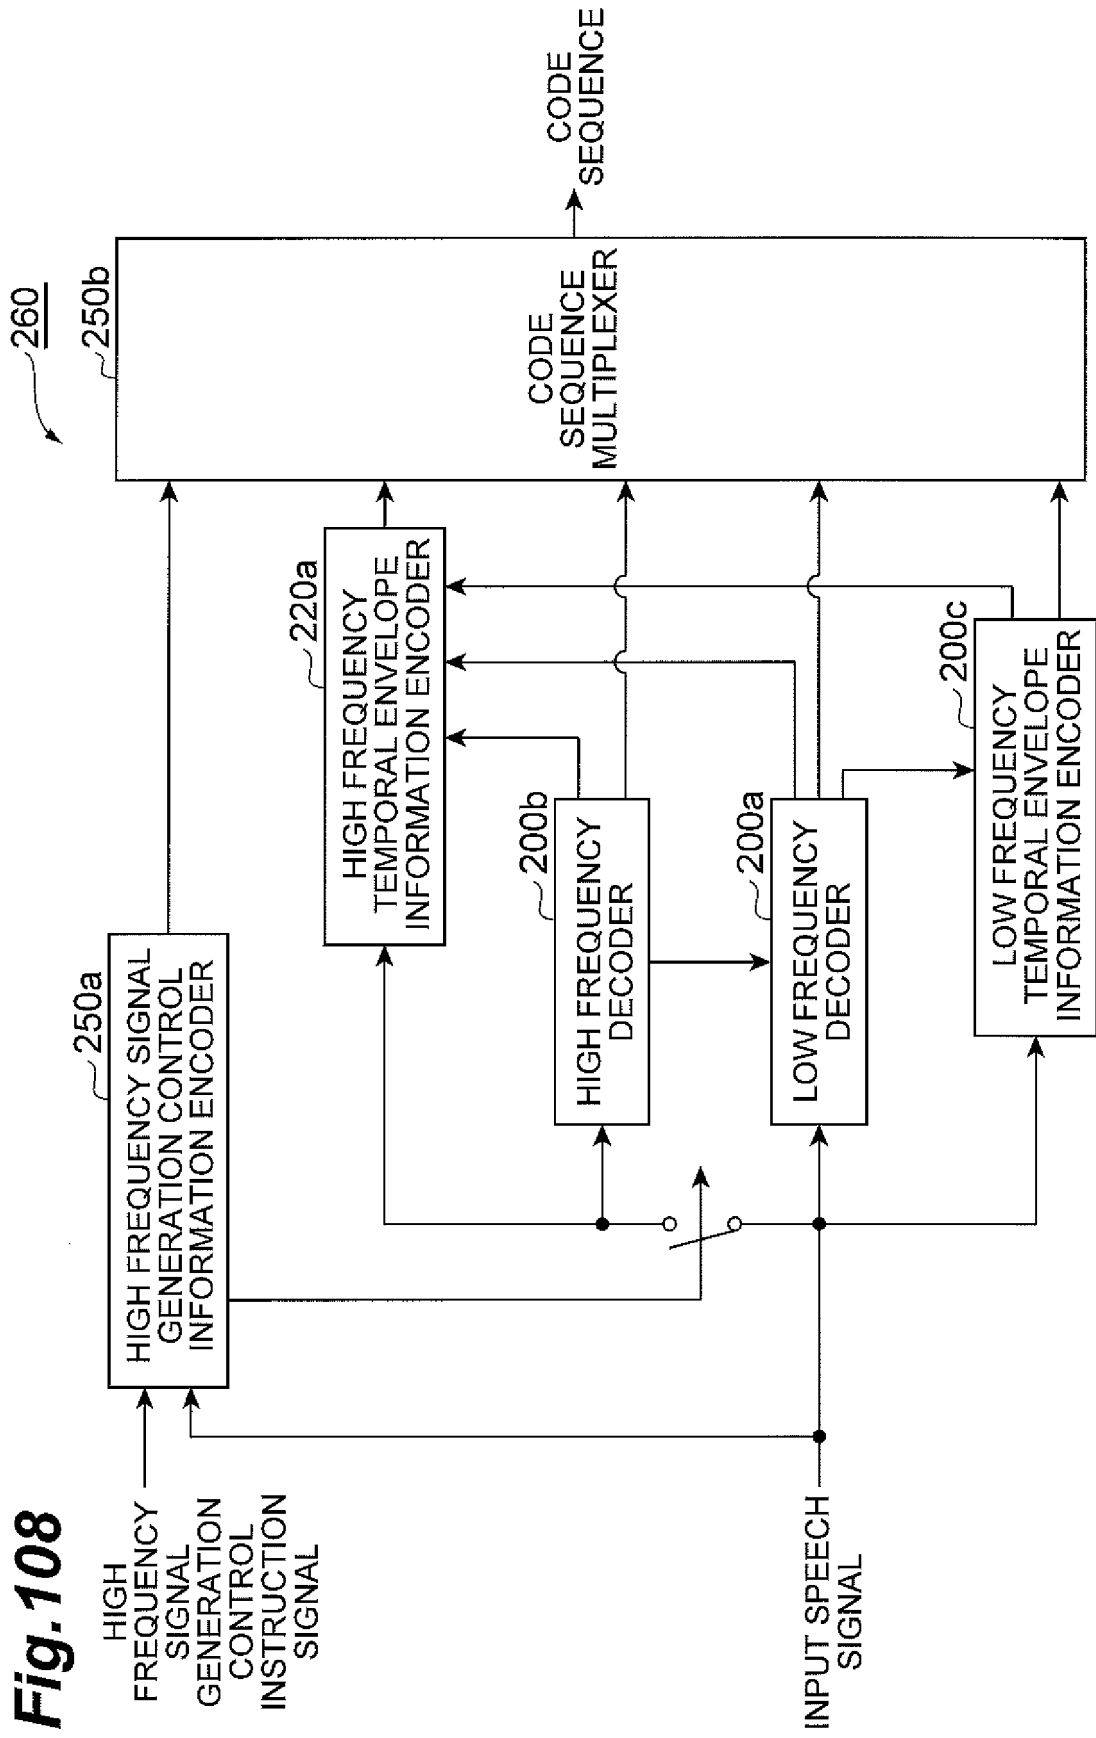 Fig.108
260
HIGH
FREQUENCY
SIGNAL
GENERATION
CONTROL
INSTRUCTION
SIGNAL
250a
HIGH FREQUENCY SIGNAL
GENERATION CONTROL
INFORMATION ENCODER
220a
HIGH FREQUENCY
TEMPORAL ENVELOPE
INFORMATION ENCODER
250b
CODE
SEQUENCE
MULTIPLEXER
CODE
SEQUENCE
200b
HIGH FREQUENCY
DECODER
INPUT SPEECH
SIGNAL
200a
LOW FREQUENCY
DECODER
200c
LOW FREQUENCY
TEMPORAL ENVELOPE
INFORMATION ENCODER